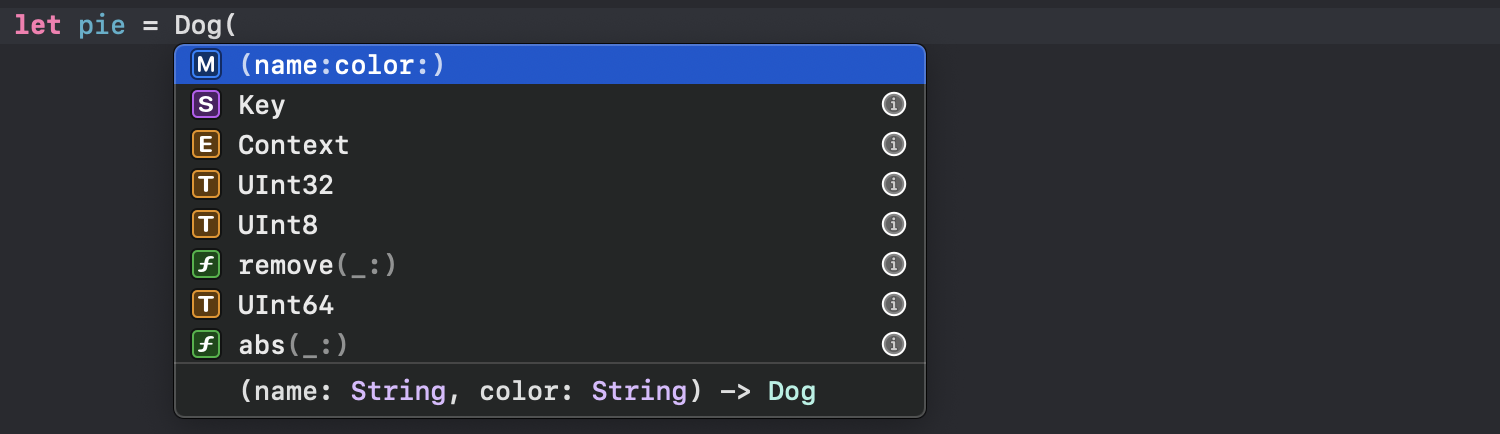 let pie = Dog(
M (name:color:)
S Key i
E Context i
T UInt32 i
T UInt8 i
f remove(_:) i
T UInt64 i
f abs(_:) i
(name: String, color: String) -> Dog